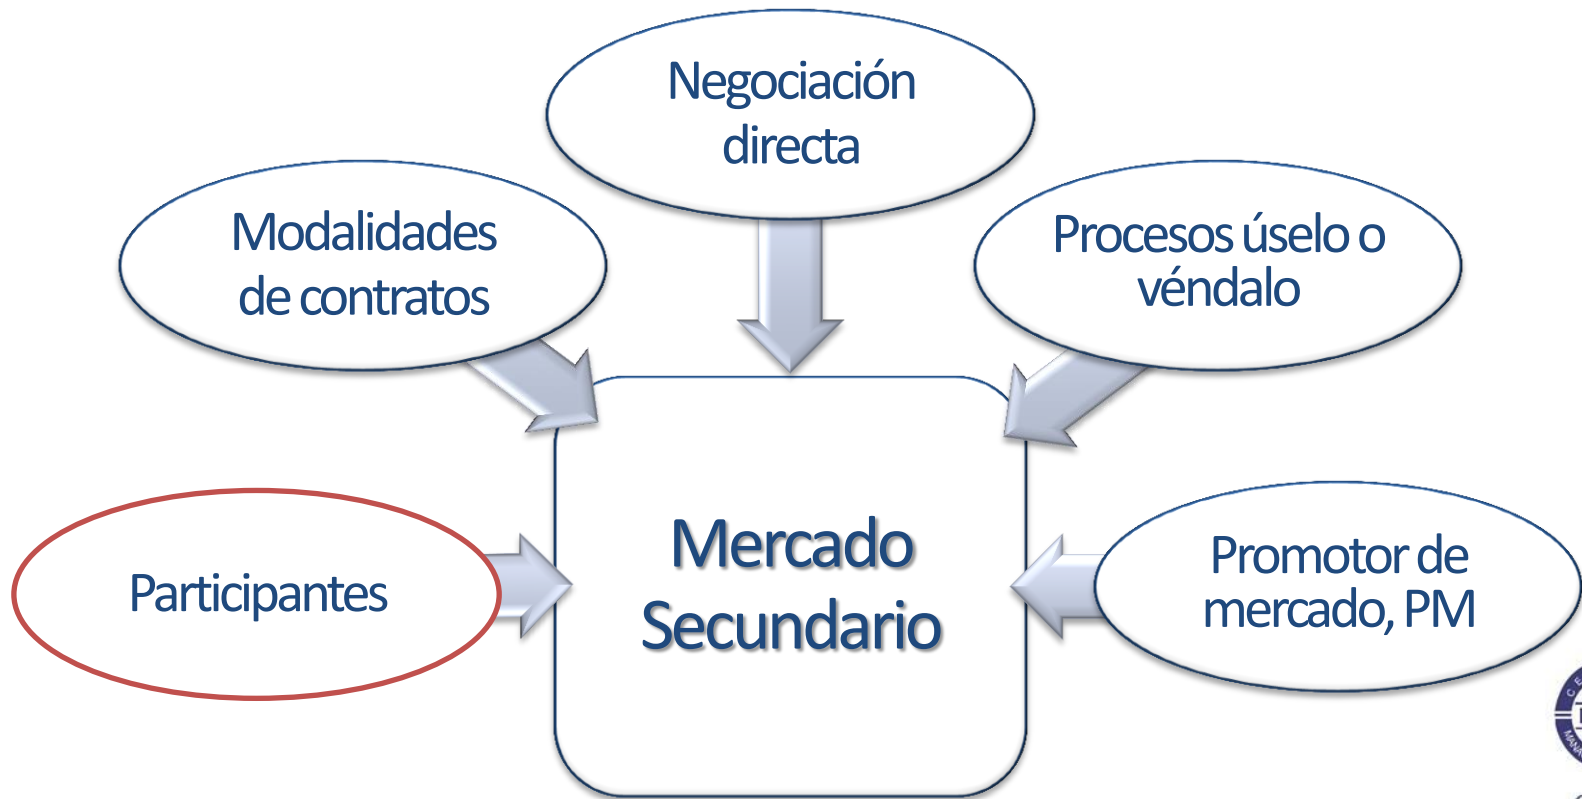 Negociación
directa
Modalidades
de contratos
Procesos úselo o
véndalo
Participantes
Mercado
Secundario
Promotor de
mercado, PM